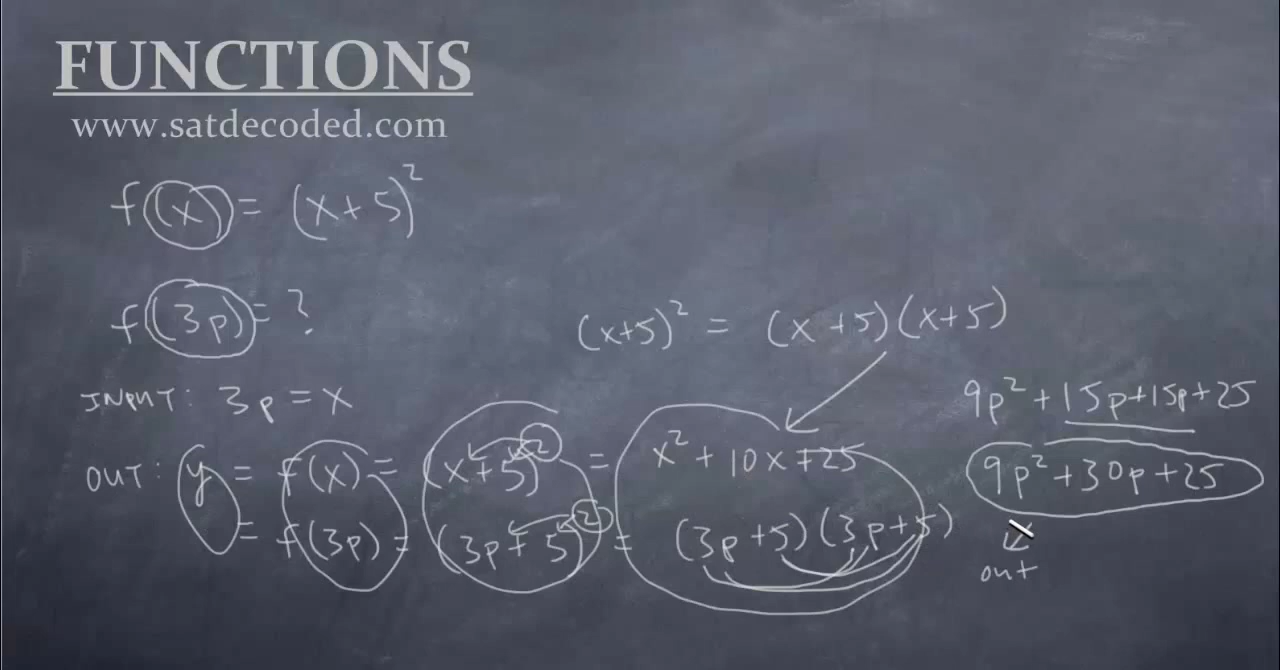 FUNCTIONS
www.satdecoded.com
f(x) = (x+5)²
f(3p) = ?
(x+5)² = (x+5)(x+5)
INPUT: 3p = x
9p² + 15p + 15p + 25
OUT: y = f(x) = (x+5)² = x² + 10x + 25
9p² + 30p + 25
= f(3p) = (3p+5)² = (3p+5)(3p+5)
out